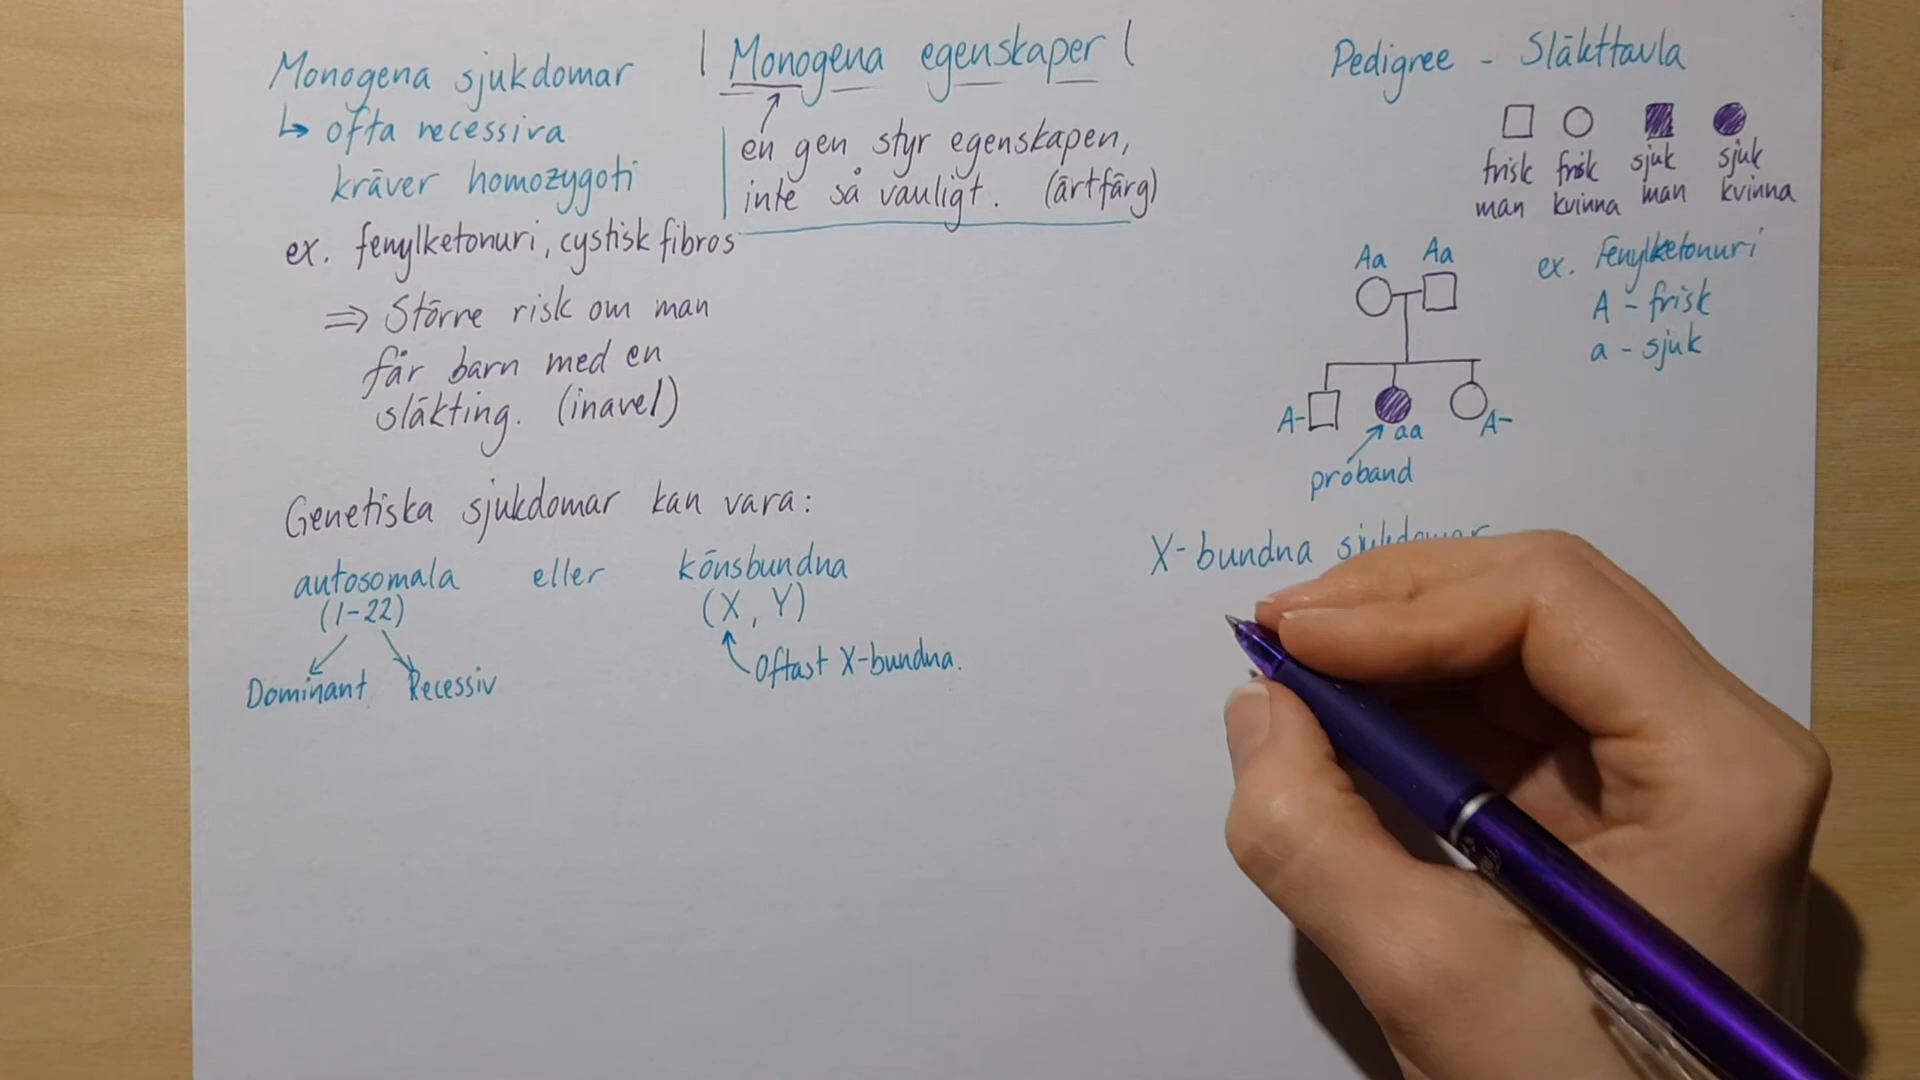 Monogena sjukdomar
↳ ofta recessiva
kräver homozygoti
ex. fenylketonuri, cystisk fibros
⇒ Större risk om man
får barn med en
släkting. (inavel)
Monogena egenskaper
en gen styr egenskapen,
inte så vanligt. (ärtfärg)
Genetiska sjukdomar kan vara:
autosomala eller könsbundna
(1-22) (X, Y)
Dominant Recessiv
Oftast X-bundna.
Pedigree - Släkttavla
frisk man
frisk kvinna
sjuk man
sjuk kvinna
Aa Aa
ex. Fenylketonuri
A - frisk
a - sjuk
A- aa A-
proband
X-bundna sjukdomar